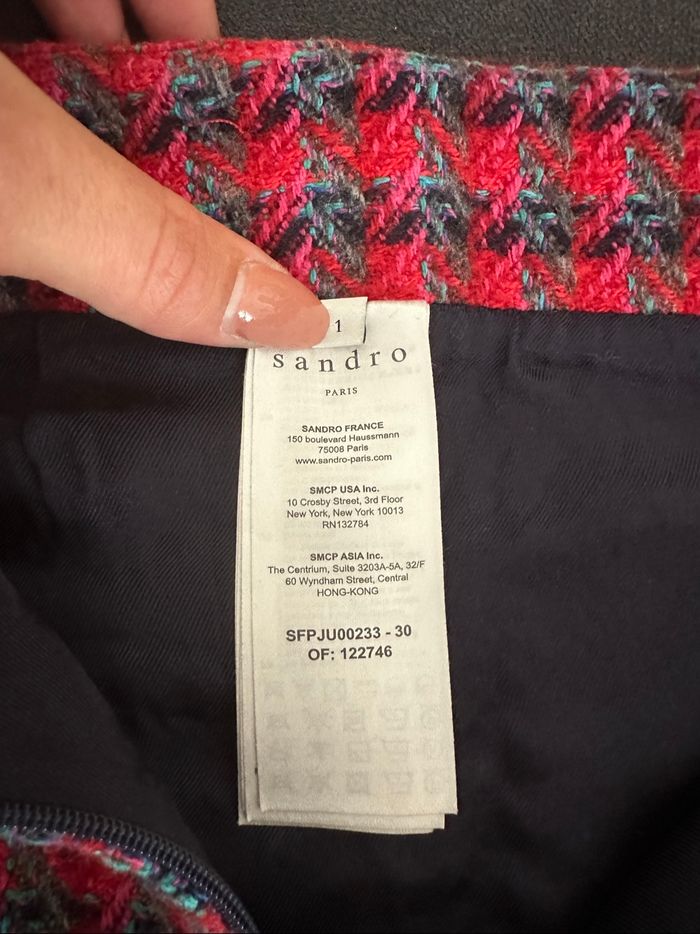 1
sandro
PARIS
SANDRO FRANCE
150 boulevard Haussmann
75008 Paris
www.sandro-paris.com
SMCP USA Inc.
10 Crosby Street, 3rd Floor
New York, New York 10013
RN132784
SMCP ASIA Inc.
The Centrium, Suite 3203A-5A, 32/F
60 Wyndham Street, Central
HONG-KONG
SFPJU00233 - 30
OF: 122746